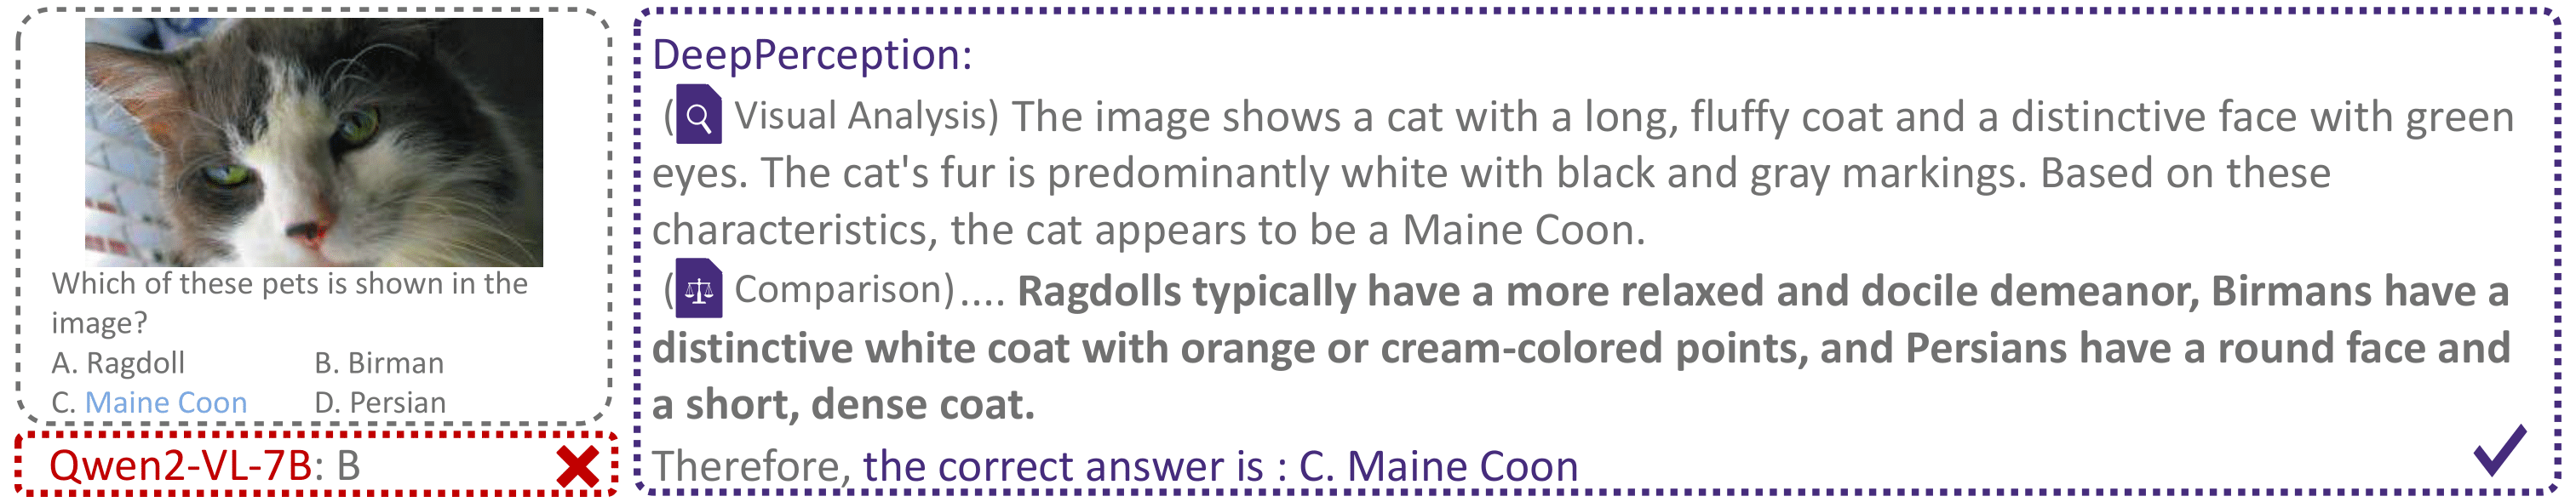 Which of these pets is shown in the
image?
A. Ragdoll B. Birman
C. Maine Coon D. Persian
Qwen2-VL-7B: B
DeepPerception:
( Visual Analysis) The image shows a cat with a long, fluffy coat and a distinctive face with green
eyes. The cat's fur is predominantly white with black and gray markings. Based on these
characteristics, the cat appears to be a Maine Coon.
( Comparison).... Ragdolls typically have a more relaxed and docile demeanor, Birmans have a
distinctive white coat with orange or cream-colored points, and Persians have a round face and
a short, dense coat.
Therefore, the correct answer is : C. Maine Coon